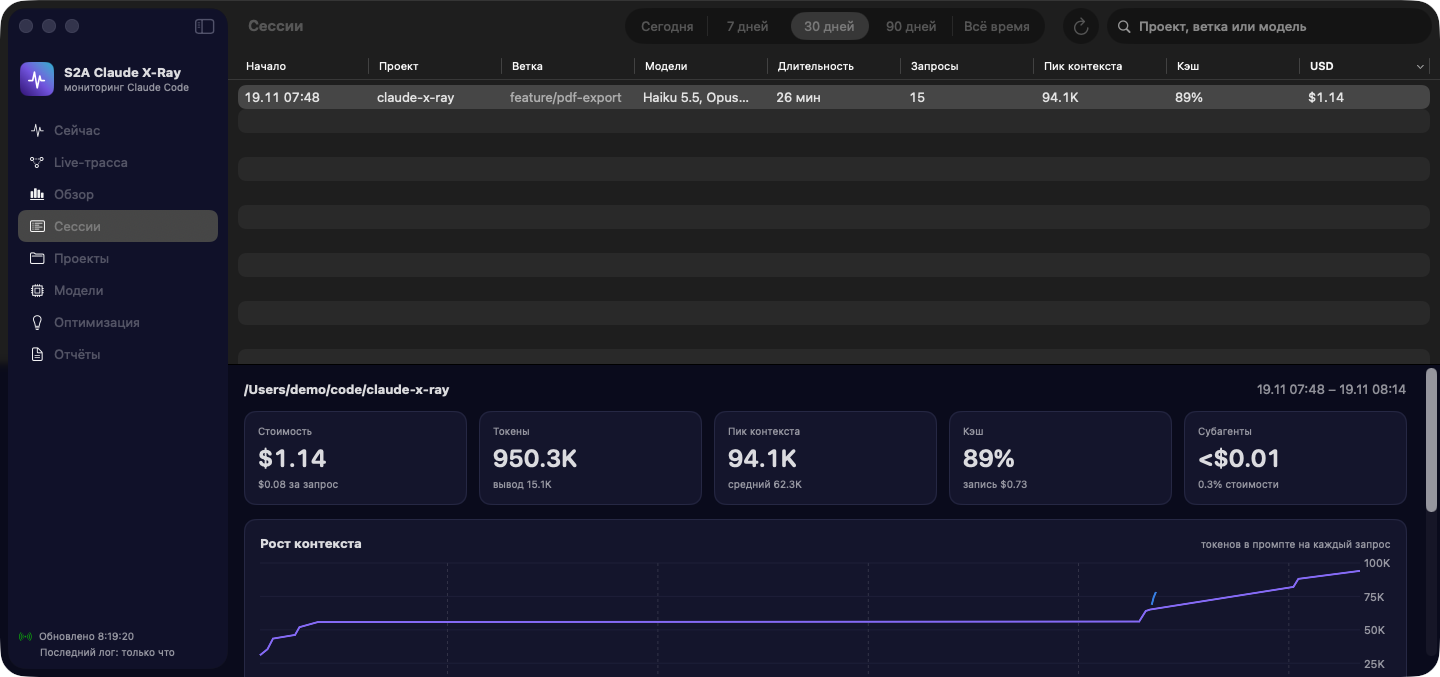 Сессии
Сегодня 7 дней 30 дней 90 дней Всё время
Проект, ветка или модель
S2A Claude X-Ray
мониторинг Claude Code
Сейчас
Live-трасса
Обзор
Сессии
Проекты
Модели
Оптимизация
Отчёты
Обновлено 8:19:20
Последний лог: только что
Начало Проект Ветка Модели Длительность Запросы Пик контекста Кэш USD
19.11 07:48 claude-x-ray feature/pdf-export Haiku 5.5, Opus... 26 мин 15 94.1K 89% $1.14
/Users/demo/code/claude-x-ray 19.11 07:48 – 19.11 08:14
Стоимость
$1.14
$0.08 за запрос
Токены
950.3K
вывод 15.1K
Пик контекста
94.1K
средний 62.3K
Кэш
89%
запись $0.73
Субагенты
<$0.01
0.3% стоимости
Рост контекста токенов в промпте на каждый запрос
100K
75K
50K
25K